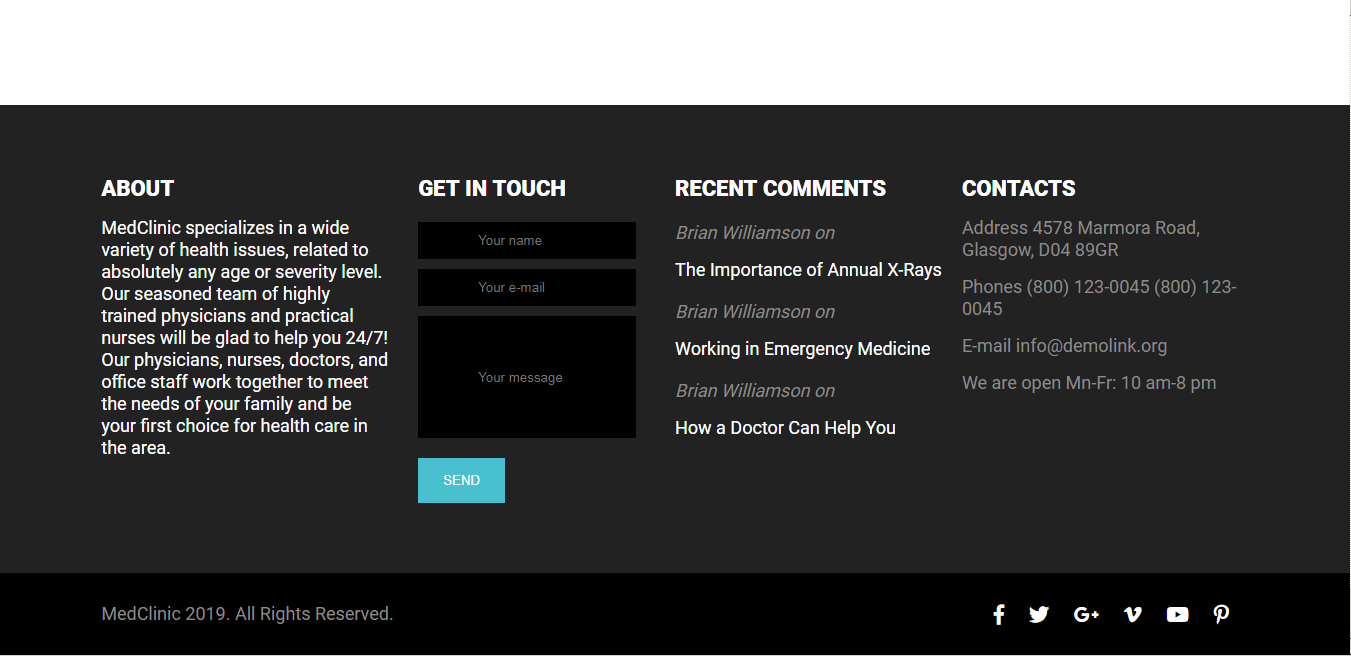 ABOUT
MedClinic specializes in a wide
variety of health issues, related to
absolutely any age or severity level.
Our seasoned team of highly
trained physicians and practical
nurses will be glad to help you 24/7!
Our physicians, nurses, doctors, and
office staff work together to meet
the needs of your family and be
your first choice for health care in
the area.
GET IN TOUCH
Your name
Your e-mail
Your message
SEND
RECENT COMMENTS
Brian Williamson on
The Importance of Annual X-Rays
Brian Williamson on
Working in Emergency Medicine
Brian Williamson on
How a Doctor Can Help You
CONTACTS
Address 4578 Marmora Road,
Glasgow, D04 89GR
Phones (800) 123-0045 (800) 123-
0045
E-mail info@demolink.org
We are open Mn-Fr: 10 am-8 pm
MedClinic 2019. All Rights Reserved.